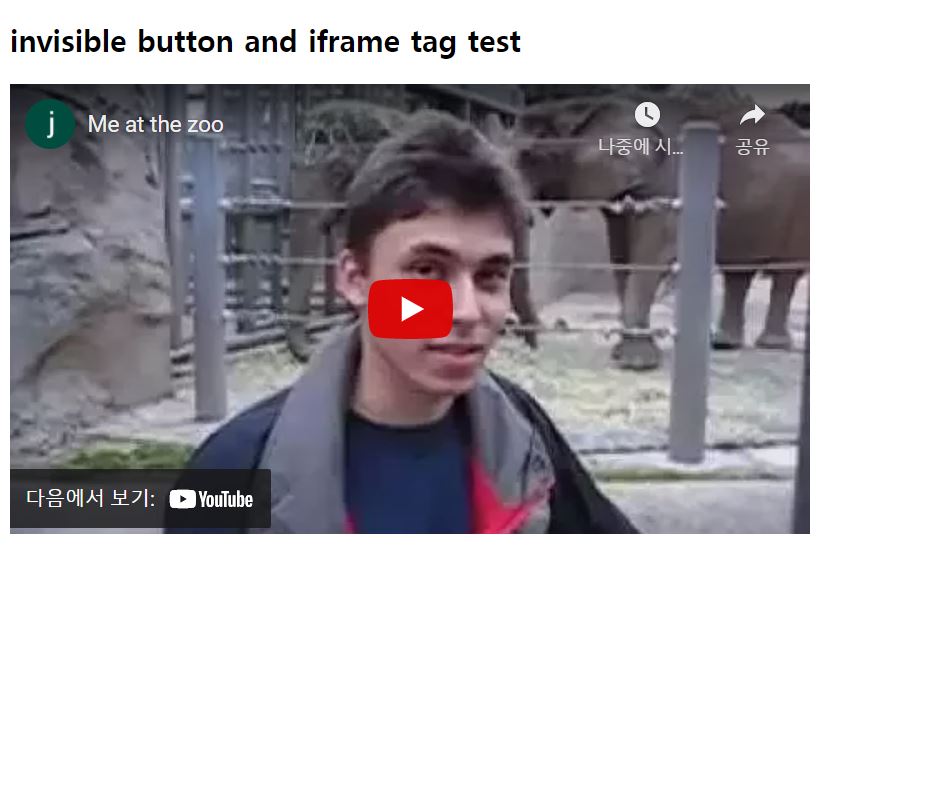 invisible button and iframe tag test
j
Me at the zoo
나중에 시...
공유
다음에서 보기: YouTube